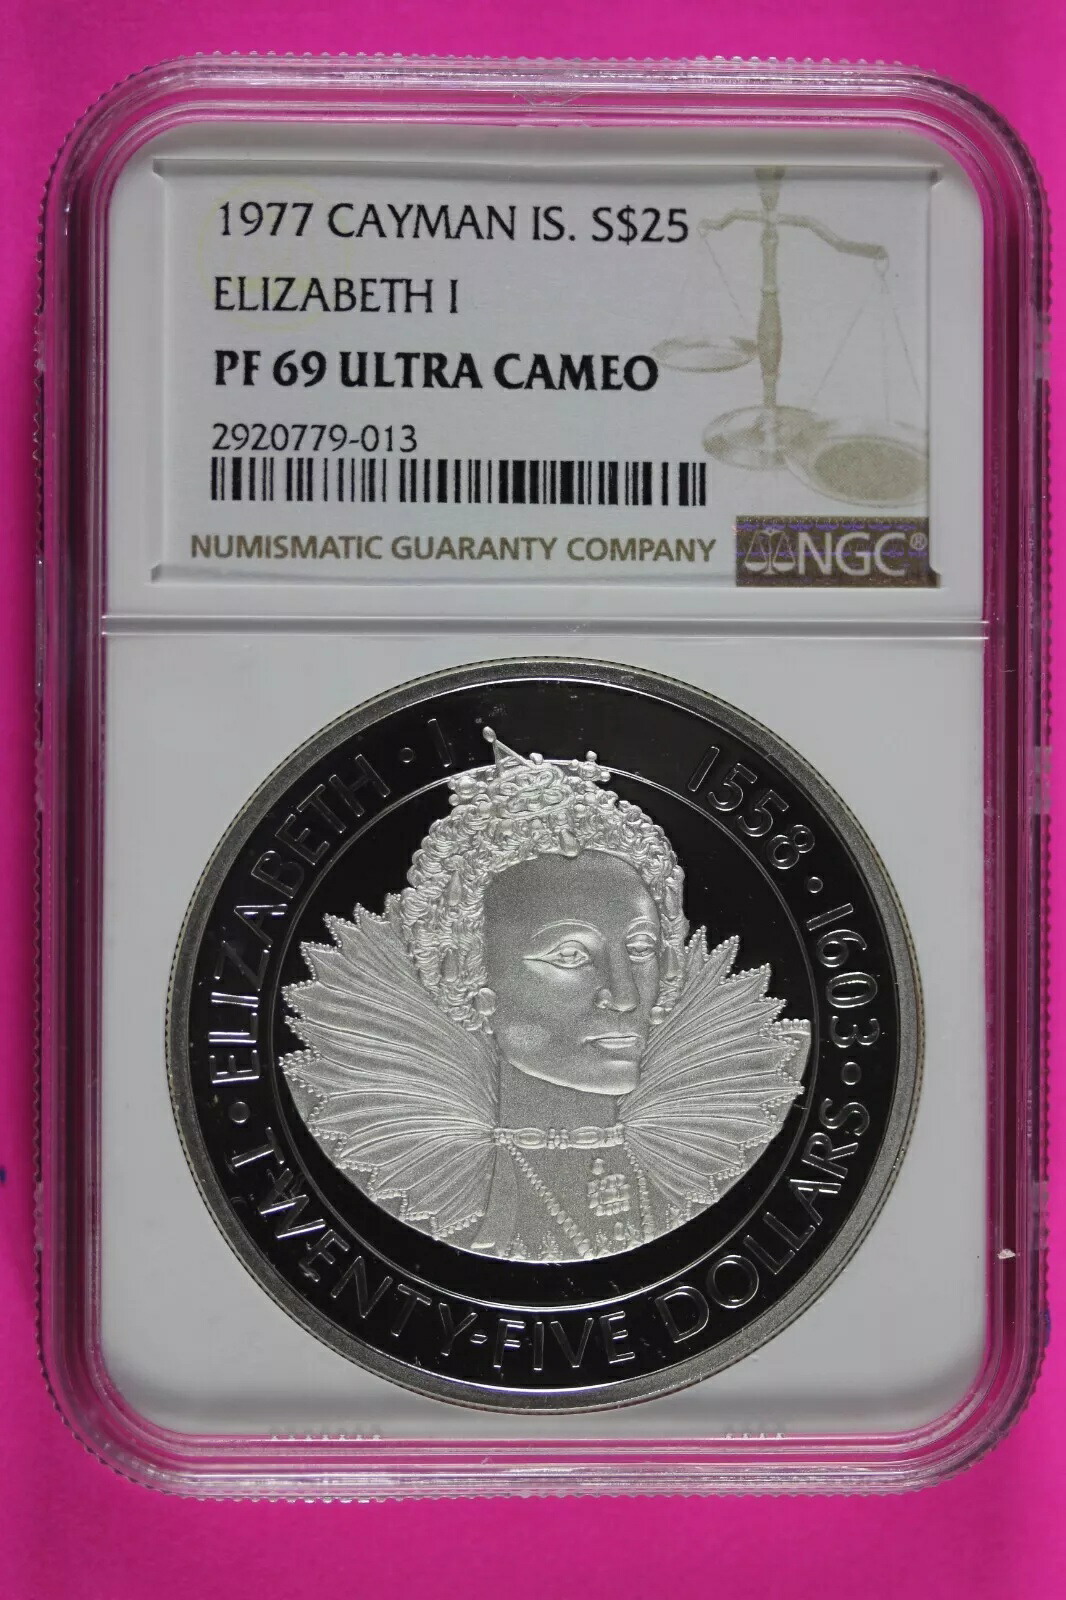 1977 CAYMAN IS. S$25
ELIZABETH I
PF 69 ULTRA CAMEO
2920779-013
NUMISMATIC GUARANTY COMPANY
NGC®
· ELIZABETH · I
1558 · 1603 ·
TWENTY-FIVE DOLLARS